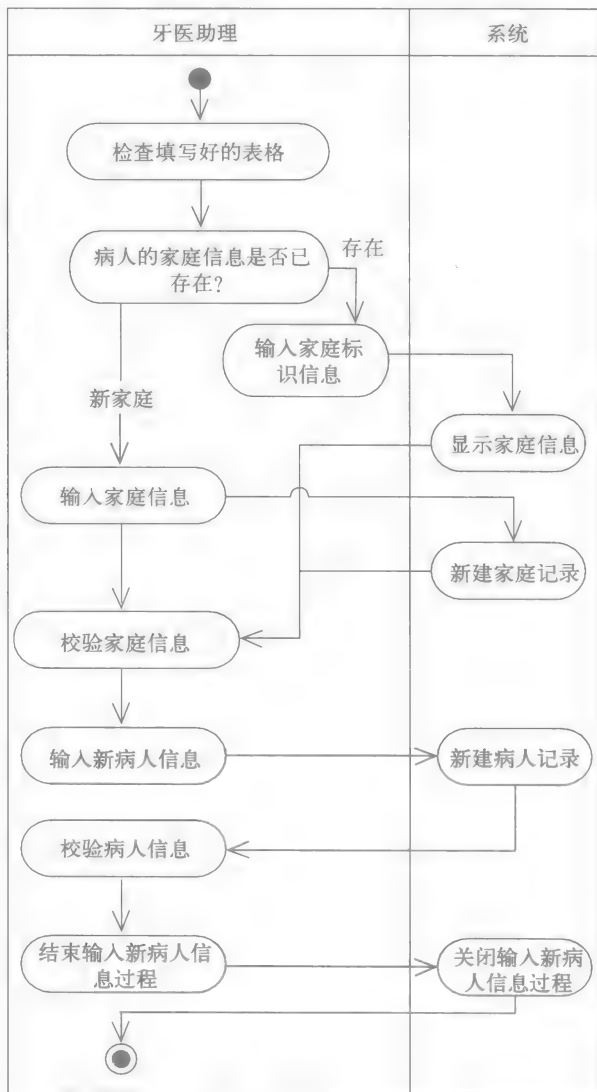 牙医助理
系统
检查填写好的表格
病人的家庭信息是否已
存在?
存在
输入家庭标
识信息
新家庭
显示家庭信息
输入家庭信息
新建家庭记录
校验家庭信息
输入新病人信息
新建病人记录
校验病人信息
结束输入新病人信
息过程
关闭输入新病
人信息过程